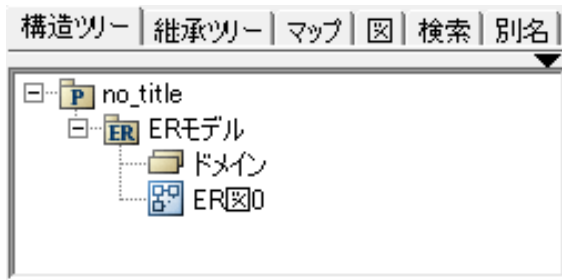 構造ツリー 継承ツリー マップ 図 検索 別名
no_title
ERモデル
ドメイン
ER図0